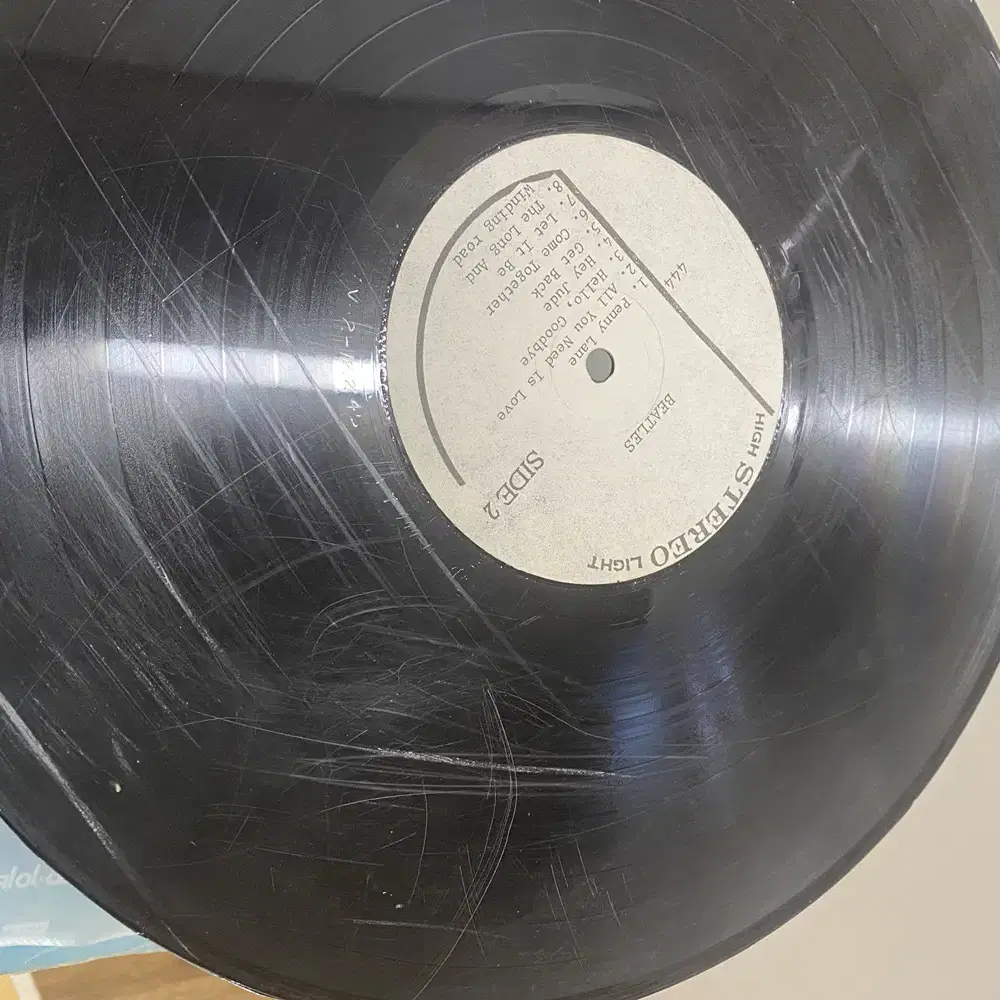 HIGH STEREO LIGHT
SIDE 2
BEATLES
444
1. Penny Lane
2. All You Need Is Love
3. Hello, Goodbye
4. Hey Jude
5. Get Back
6. Come Together
7. Let It Be
8. The Long And
Winding road